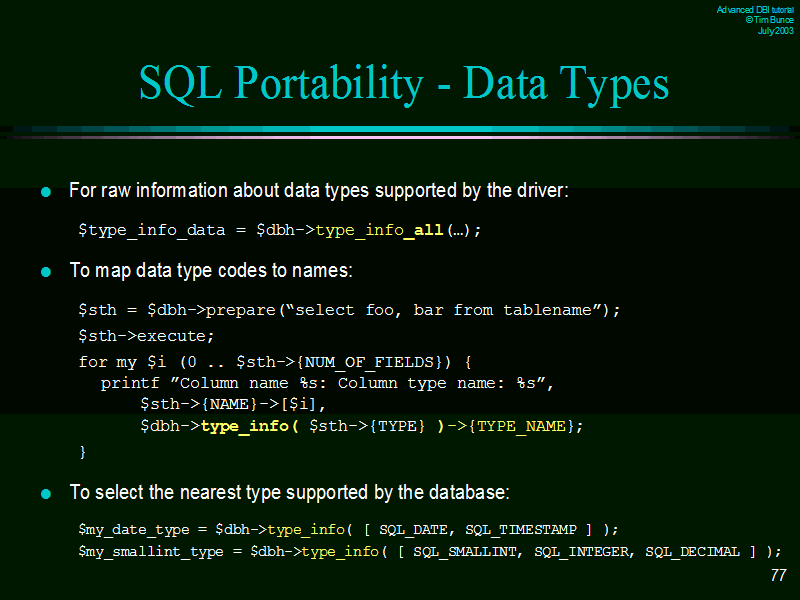 Advanced DBI tutorial
© Tim Bunce
July 2003
SQL Portability - Data Types
For raw information about data types supported by the driver:
$type_info_data = $dbh->type_info_all(…);
To map data type codes to names:
$sth = $dbh->prepare(“select foo, bar from tablename”);
$sth->execute;
for my $i (0 .. $sth->{NUM_OF_FIELDS}) {
printf ”Column name %s: Column type name: %s”,
$sth->{NAME}->[$i],
$dbh->type_info( $sth->{TYPE} )->{TYPE_NAME};
}
To select the nearest type supported by the database:
$my_date_type = $dbh->type_info( [ SQL_DATE, SQL_TIMESTAMP ] );
$my_smallint_type = $dbh->type_info( [ SQL_SMALLINT, SQL_INTEGER, SQL_DECIMAL ] );
77